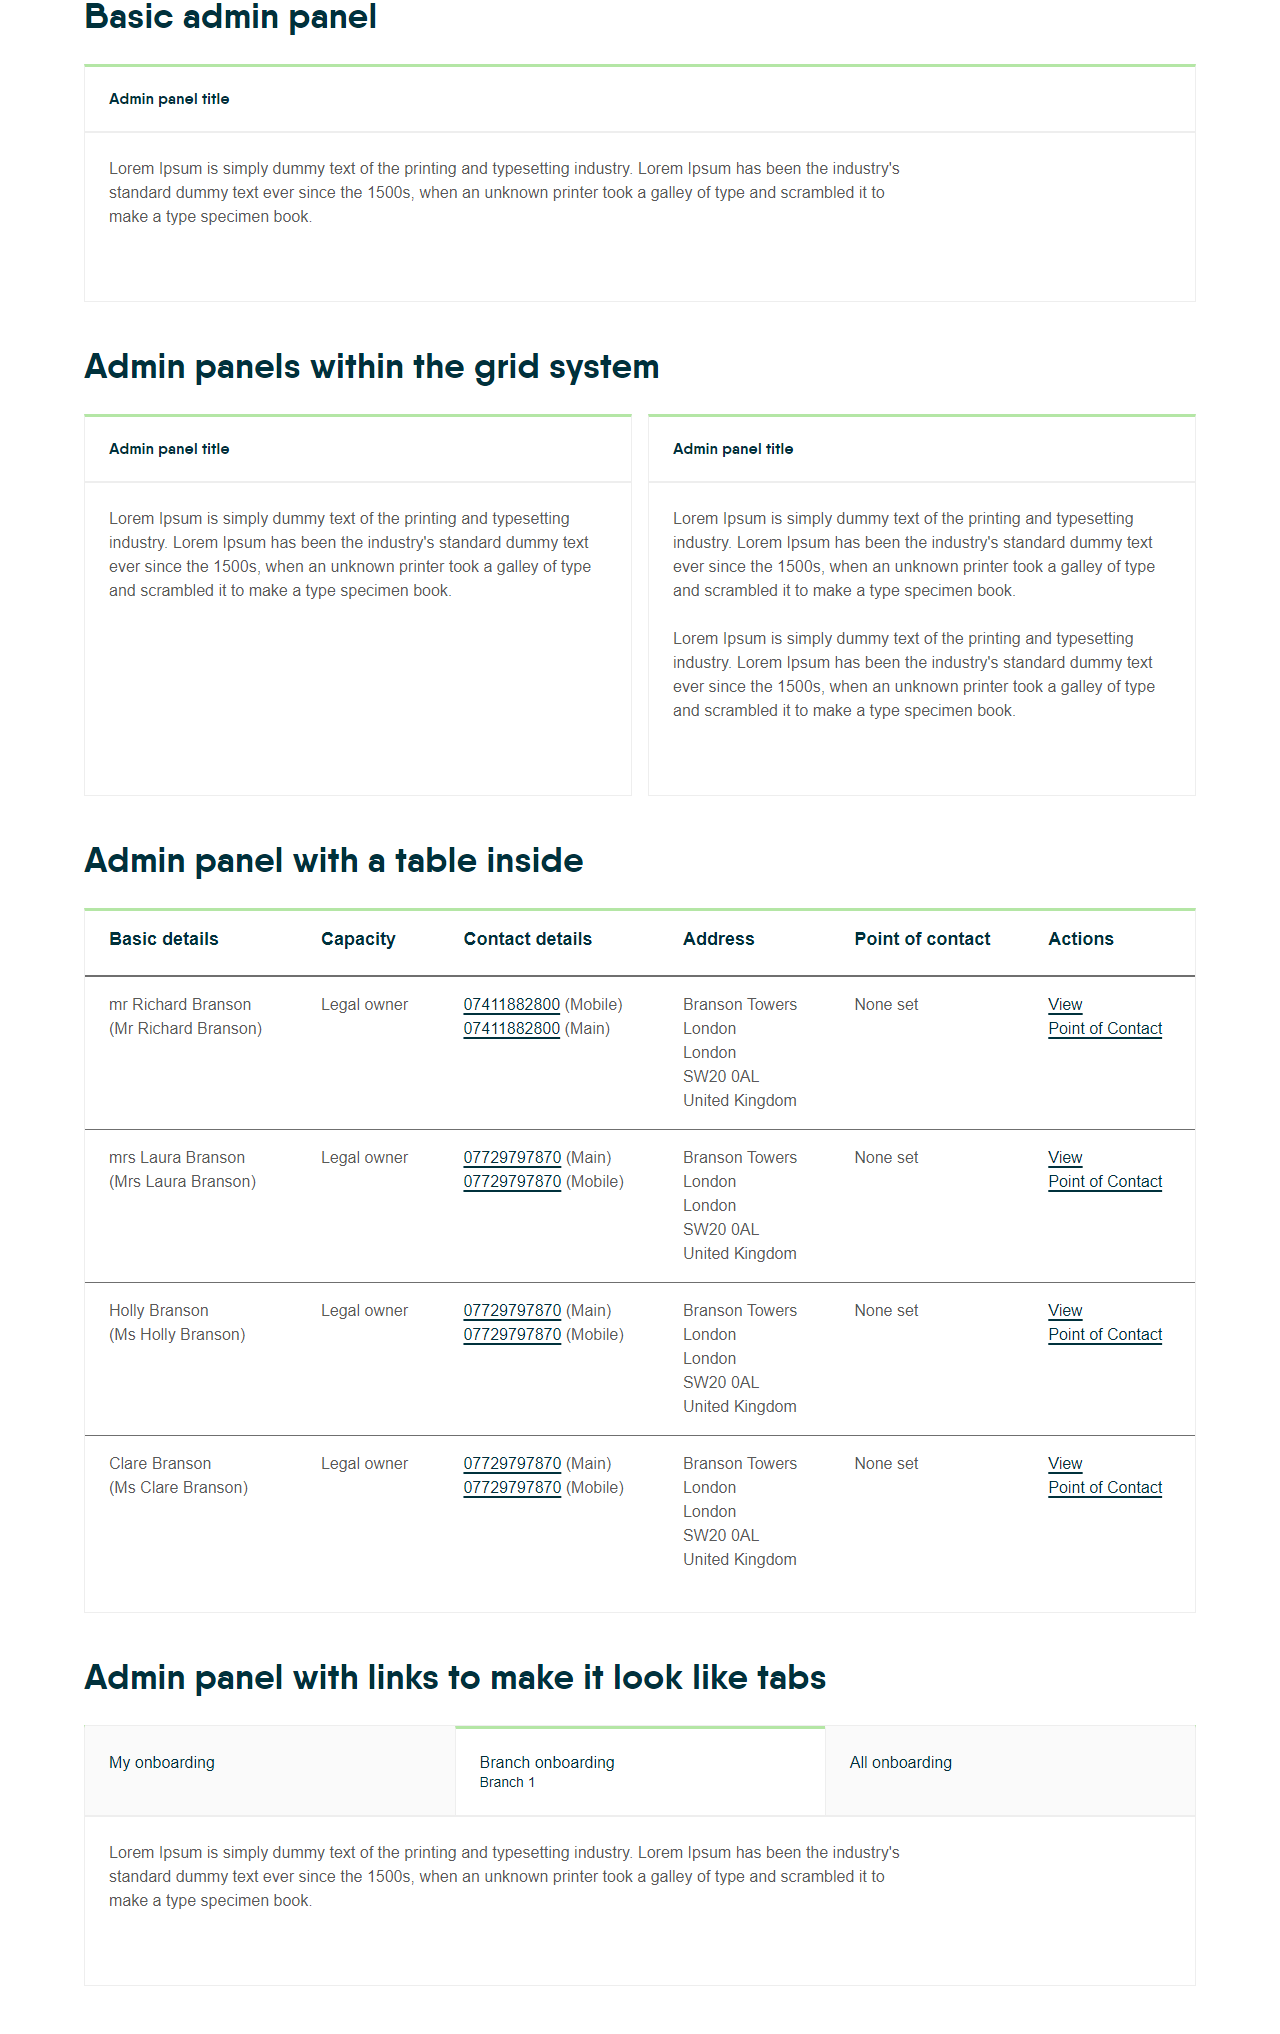 Basic admin panel
Admin panel title
Lorem Ipsum is simply dummy text of the printing and typesetting industry. Lorem Ipsum has been the industry's
standard dummy text ever since the 1500s, when an unknown printer took a galley of type and scrambled it to
make a type specimen book.
Admin panels within the grid system
Admin panel title
Lorem Ipsum is simply dummy text of the printing and typesetting
industry. Lorem Ipsum has been the industry's standard dummy text
ever since the 1500s, when an unknown printer took a galley of type
and scrambled it to make a type specimen book.
Admin panel title
Lorem Ipsum is simply dummy text of the printing and typesetting
industry. Lorem Ipsum has been the industry's standard dummy text
ever since the 1500s, when an unknown printer took a galley of type
and scrambled it to make a type specimen book.
Lorem Ipsum is simply dummy text of the printing and typesetting
industry. Lorem Ipsum has been the industry's standard dummy text
ever since the 1500s, when an unknown printer took a galley of type
and scrambled it to make a type specimen book.
Admin panel with a table inside
Basic details Capacity Contact details Address Point of contact Actions
mr Richard Branson Legal owner 07411882800 (Mobile) Branson Towers None set View
(Mr Richard Branson) 07411882800 (Main) London Point of Contact
London
SW20 0AL
United Kingdom
mrs Laura Branson Legal owner 07729797870 (Main) Branson Towers None set View
(Mrs Laura Branson) 07729797870 (Mobile) London Point of Contact
London
SW20 0AL
United Kingdom
Holly Branson Legal owner 07729797870 (Main) Branson Towers None set View
(Ms Holly Branson) 07729797870 (Mobile) London Point of Contact
London
SW20 0AL
United Kingdom
Clare Branson Legal owner 07729797870 (Main) Branson Towers None set View
(Ms Clare Branson) 07729797870 (Mobile) London Point of Contact
London
SW20 0AL
United Kingdom
Admin panel with links to make it look like tabs
My onboarding Branch onboarding All onboarding
Branch 1
Lorem Ipsum is simply dummy text of the printing and typesetting industry. Lorem Ipsum has been the industry's
standard dummy text ever since the 1500s, when an unknown printer took a galley of type and scrambled it to
make a type specimen book.